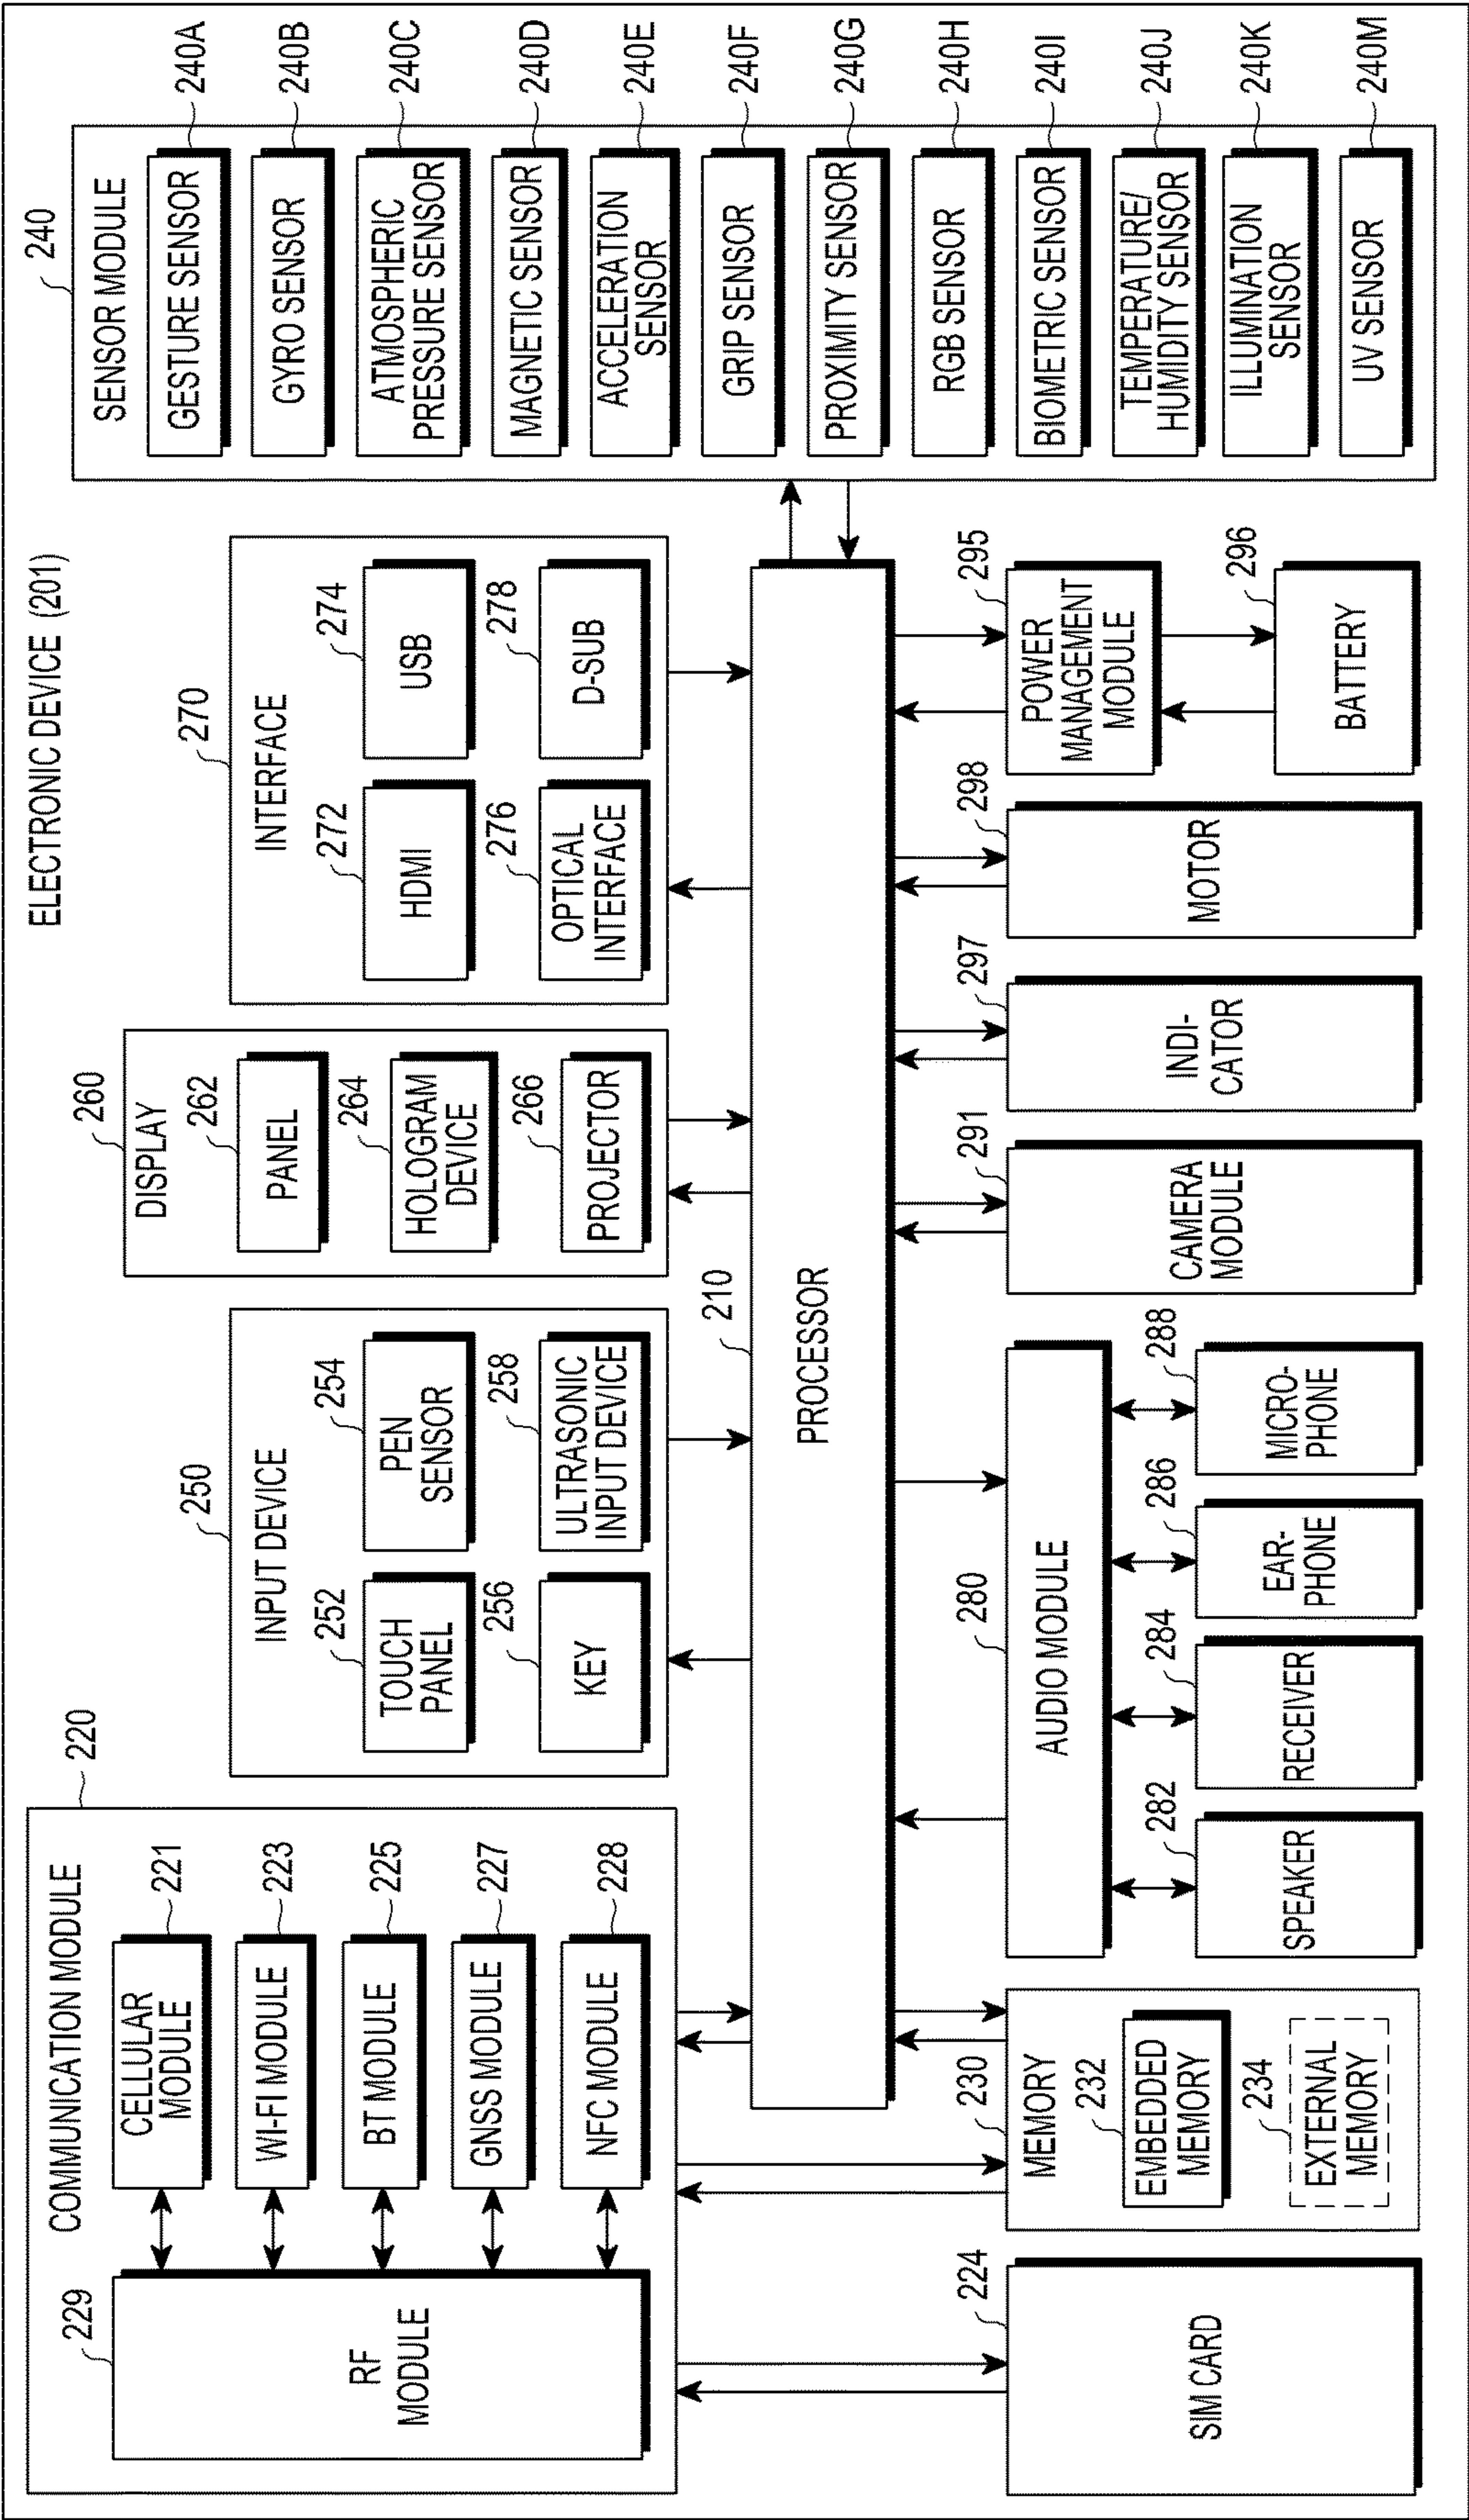 ELECTRONIC DEVICE (201)
220
COMMUNICATION MODULE
229
RF
MODULE
CELLULAR
MODULE
221
WI-FI MODULE
223
BT MODULE
225
GNSS MODULE
227
NFC MODULE
228
250
INPUT DEVICE
252
TOUCH
PANEL
254
PEN
SENSOR
256
KEY
258
ULTRASONIC
INPUT DEVICE
260
DISPLAY
262
PANEL
264
HOLOGRAM
DEVICE
266
PROJECTOR
270
INTERFACE
272
HDMI
274
USB
276
OPTICAL
INTERFACE
278
D-SUB
240
SENSOR MODULE
GESTURE SENSOR
240A
GYRO SENSOR
240B
ATMOSPHERIC
PRESSURE SENSOR
240C
MAGNETIC SENSOR
240D
ACCELERATION
SENSOR
240E
GRIP SENSOR
240F
PROXIMITY SENSOR
240G
RGB SENSOR
240H
BIOMETRIC SENSOR
240I
TEMPERATURE/
HUMIDITY SENSOR
240J
ILLUMINATION
SENSOR
240K
UV SENSOR
240M
210
PROCESSOR
224
SIM CARD
230
MEMORY
232
EMBEDDED
MEMORY
234
EXTERNAL
MEMORY
280
AUDIO MODULE
282
SPEAKER
284
RECEIVER
286
EAR-
PHONE
288
MICRO-
PHONE
291
CAMERA
MODULE
297
INDI-
CATOR
298
MOTOR
295
POWER
MANAGEMENT
MODULE
296
BATTERY